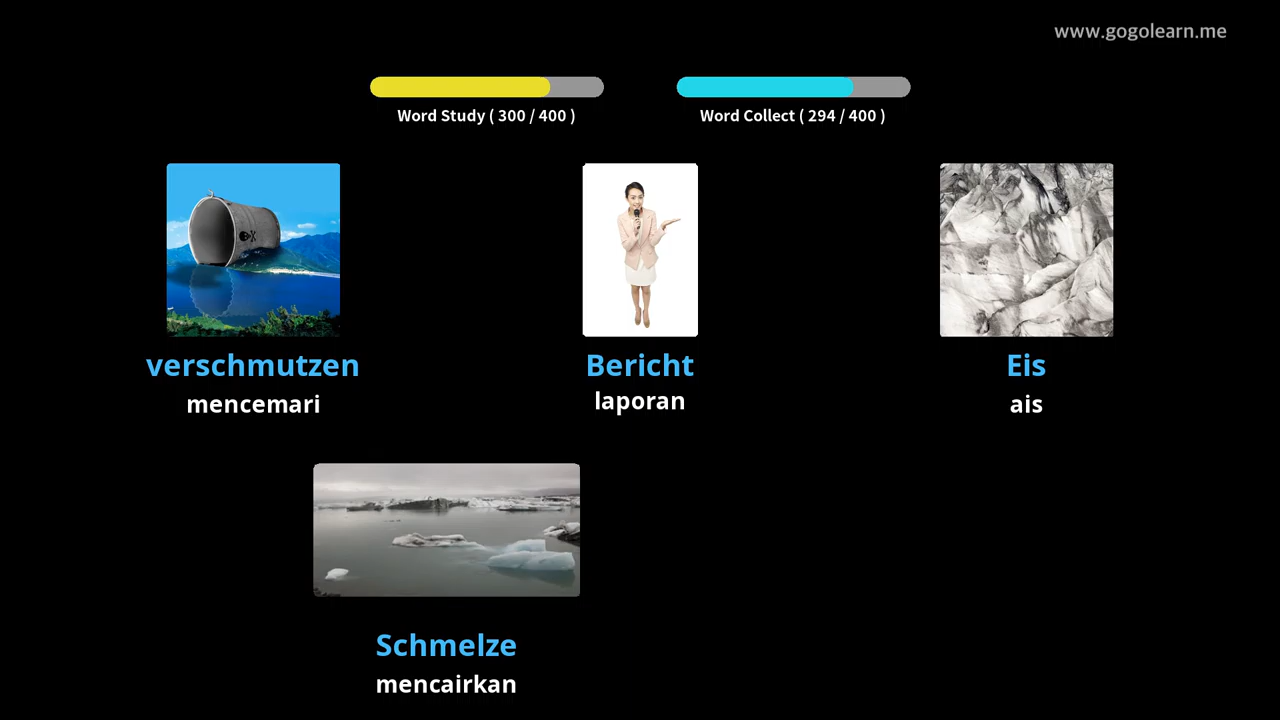 www.gogolearn.me
Word Study ( 300 / 400 )
Word Collect ( 294 / 400 )
verschmutzen
mencemari
Bericht
laporan
Eis
ais
Schmelze
mencairkan